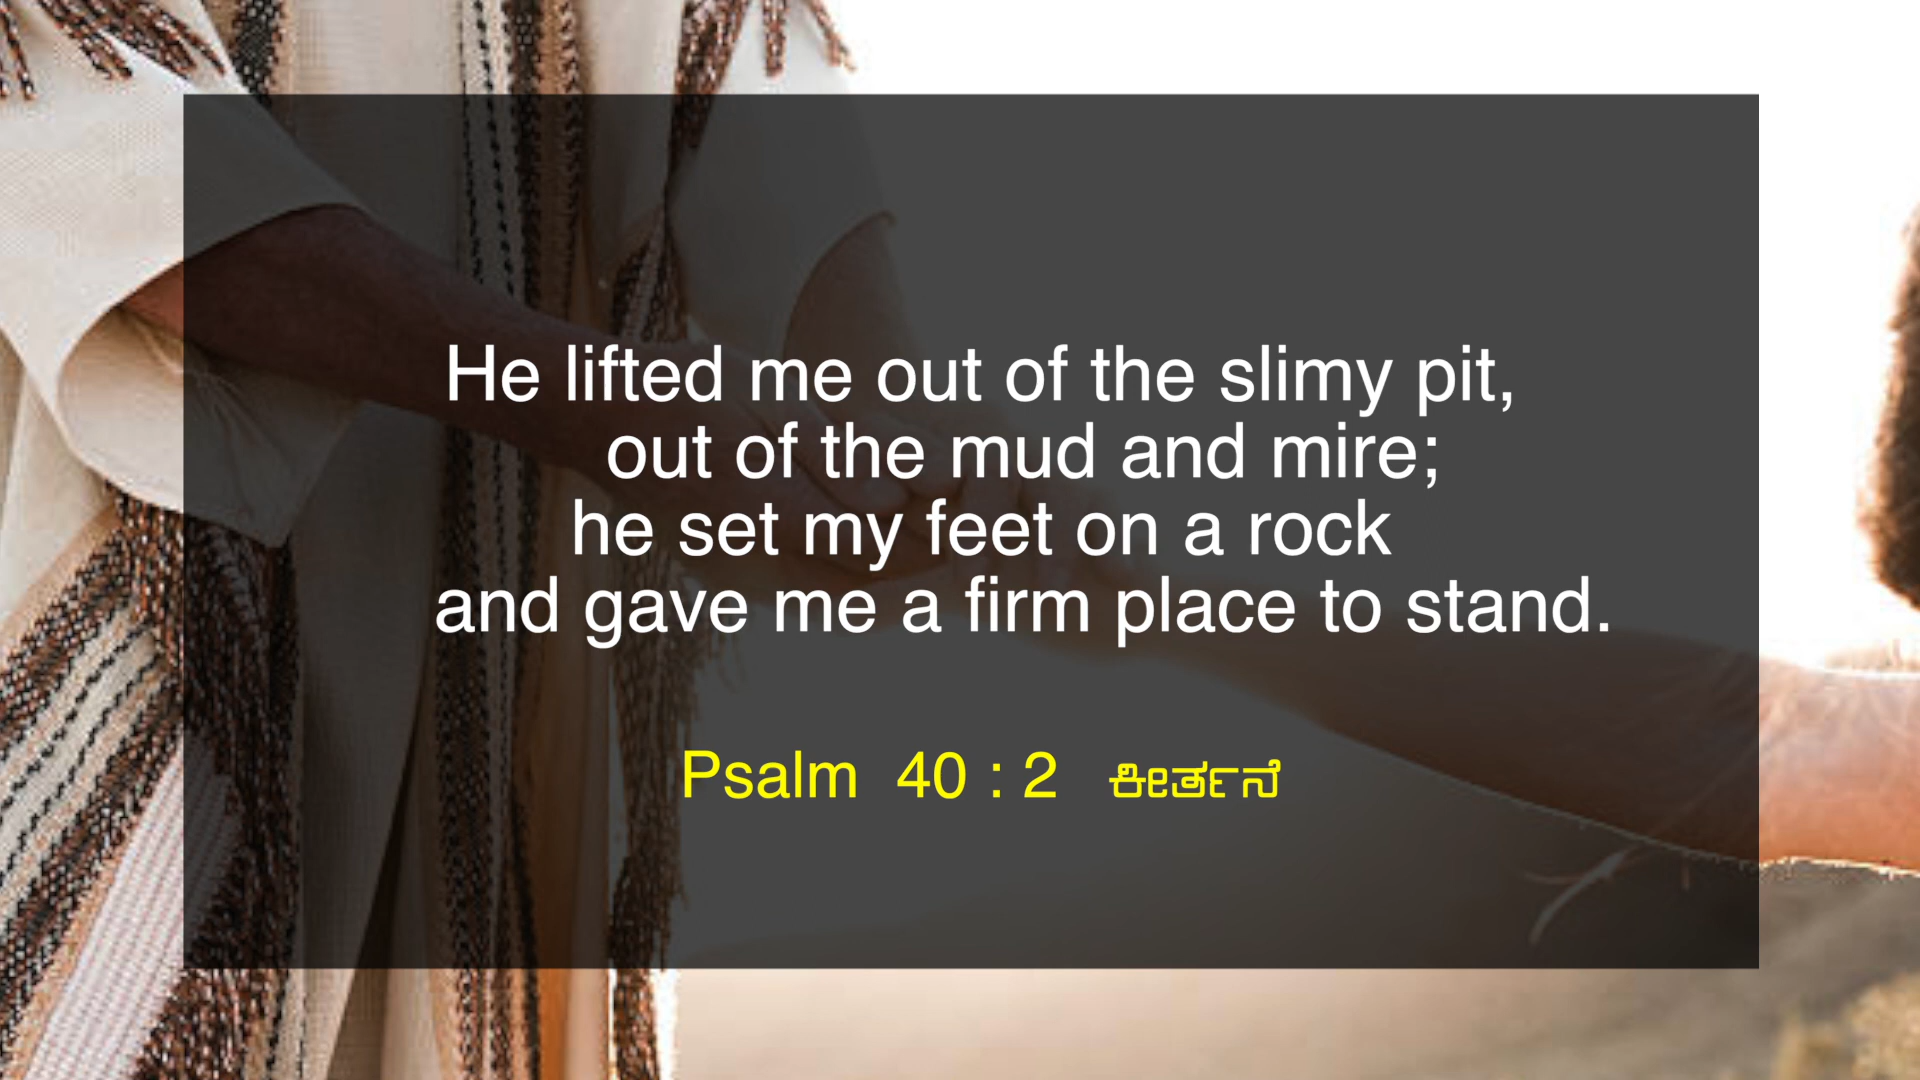 He lifted me out of the slimy pit,
out of the mud and mire;
he set my feet on a rock
and gave me a firm place to stand.
Psalm 40 : 2 ಕೀರ್ತನೆ